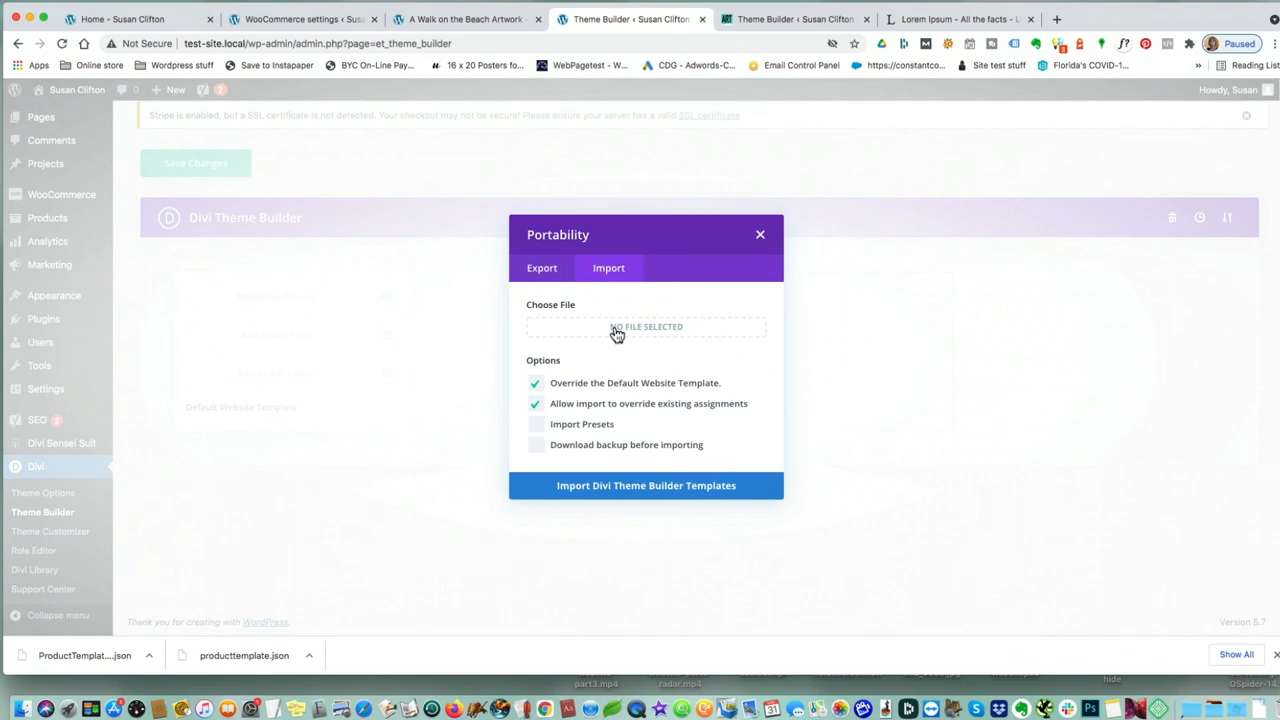 Home - Susan Clifton
WooCommerce settings ‹ Susa
A Walk on the Beach Artwork -
Theme Builder ‹ Susan Clifton
Theme Builder ‹ Susan Clifton
Lorem Ipsum - All the facts - L
Not Secure | test-site.local/wp-admin/admin.php?page=et_theme_builder
Paused
Apps
Online store
Wordpress stuff
Save to Instapaper
BYC On-Line Pay...
16 x 20 Posters fo...
WebPagetest - W...
CDG - Adwords-C...
Email Control Panel
https://constantco...
Site test stuff
Florida's COVID-1...
»
Reading List
Susan Clifton
0
+ New
2
Howdy, Susan
Pages
Comments
Projects
WooCommerce
Products
Analytics
Marketing
Appearance
Plugins
Users
Tools
Settings
SEO 2
Divi Sensei Suit
Divi
Theme Options
Theme Builder
Theme Customizer
Role Editor
Divi Library
Support Center
Collapse menu
Stripe is enabled, but a SSL certificate is not detected. Your checkout may not be secure! Please ensure your server has a valid SSL certificate
Save Changes
Divi Theme Builder
Default Website Template
Portability
Export
Import
Choose File
NO FILE SELECTED
Options
Override the Default Website Template.
Allow import to override existing assignments
Import Presets
Download backup before importing
Import Divi Theme Builder Templates
Thank you for creating with WordPress.
Version 5.7
ProductTemplat....json
producttemplate.json
Show All
part3.mp4
radar.mp4
hide
OSpider-14.